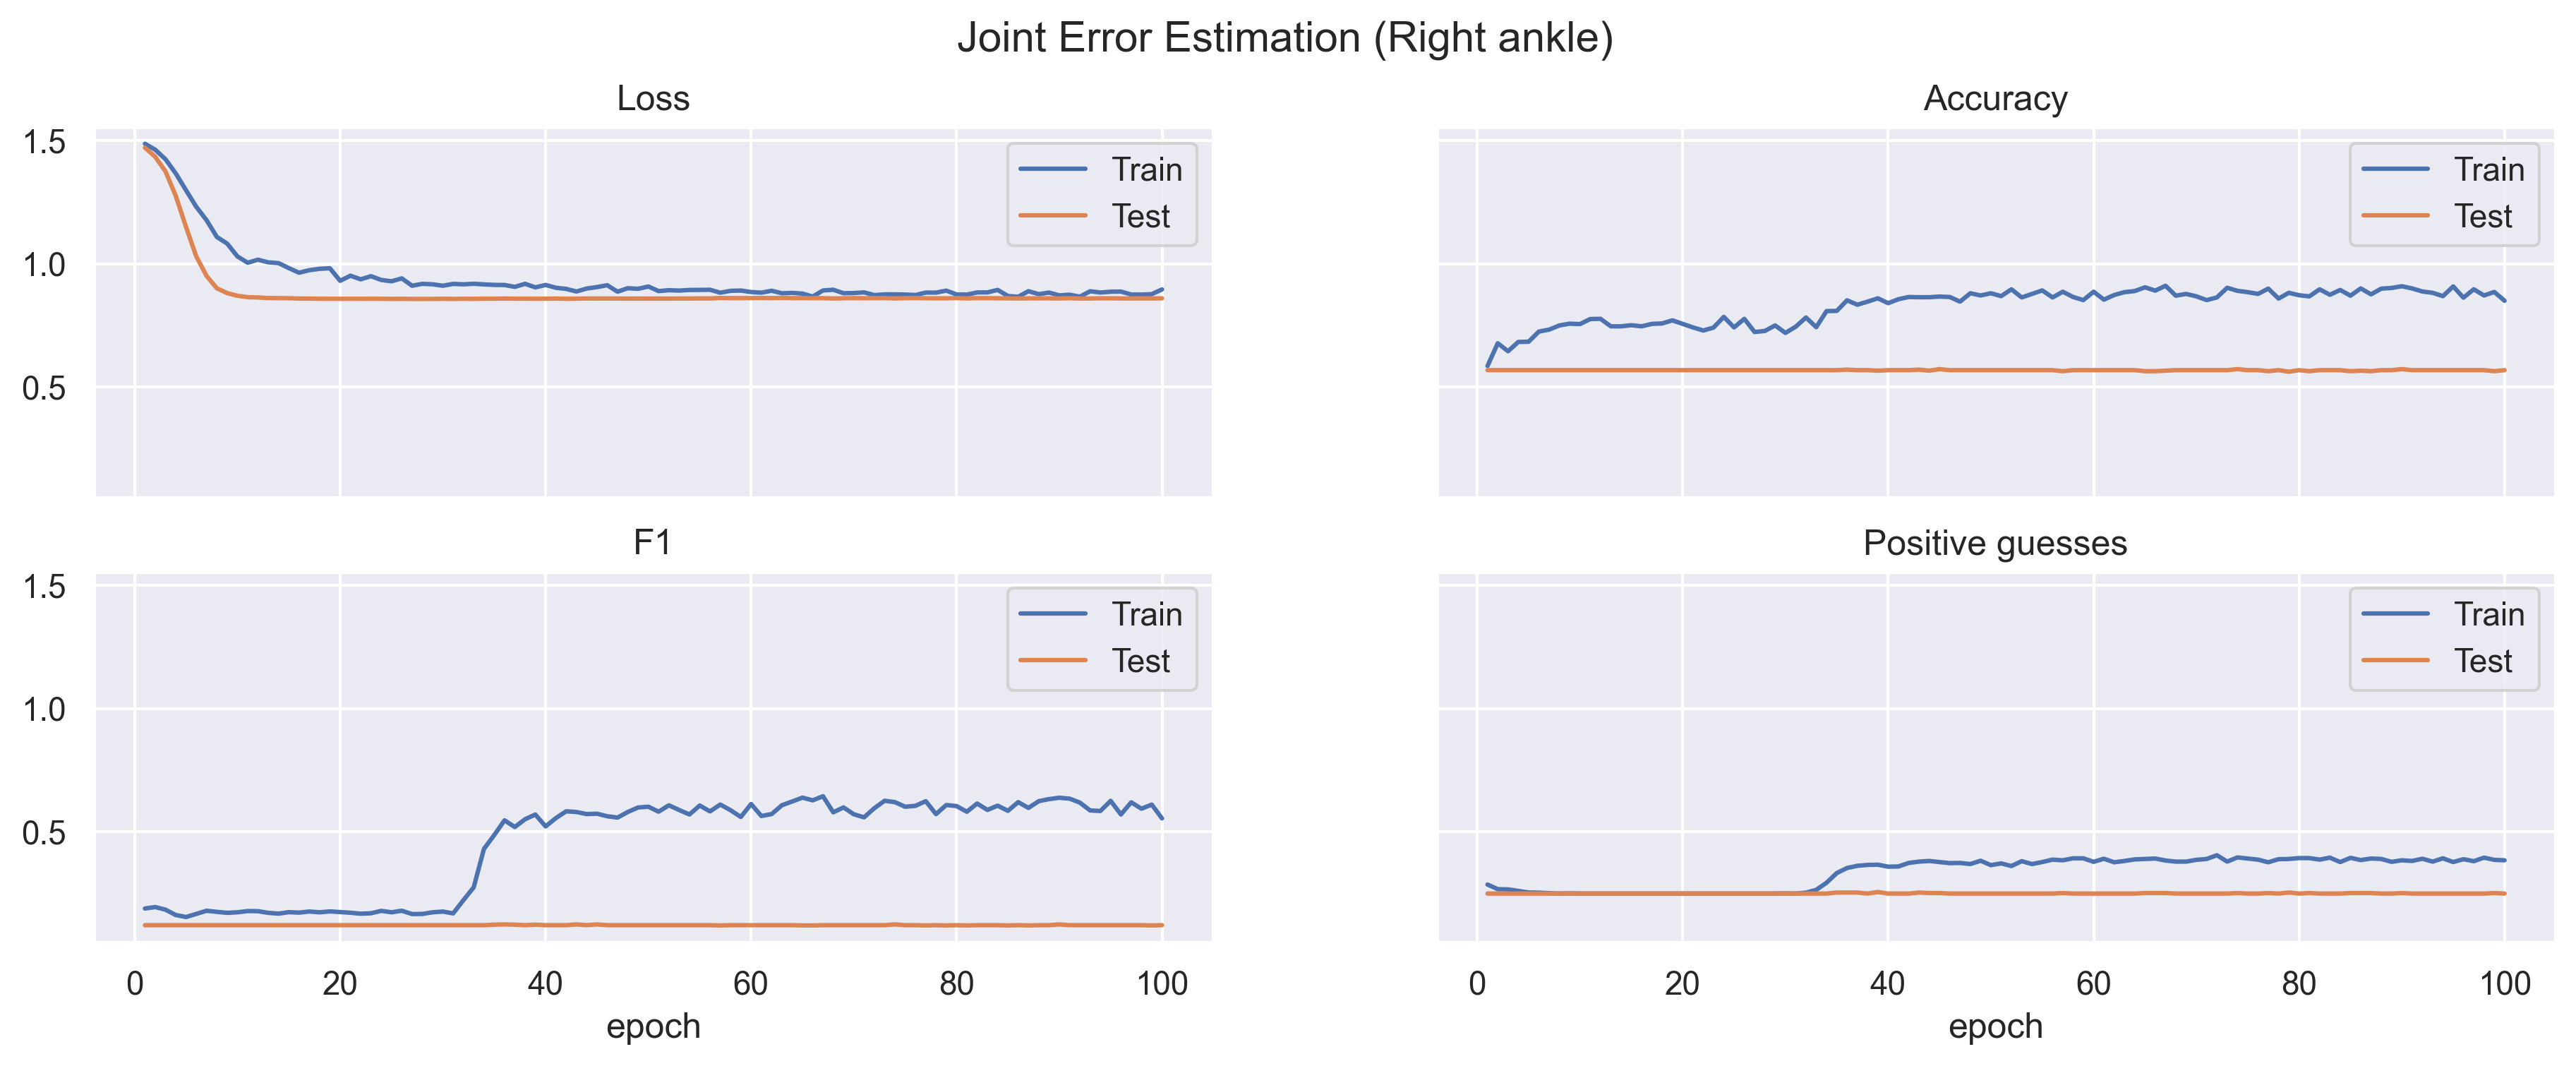 Joint Error Estimation (Right ankle)
Loss
1.5
1.0
0.5
Train
Test
Accuracy
Train
Test
F1
1.5
1.0
0.5
Train
Test
0 20 40 60 80 100
epoch
Positive guesses
Train
Test
0 20 40 60 80 100
epoch